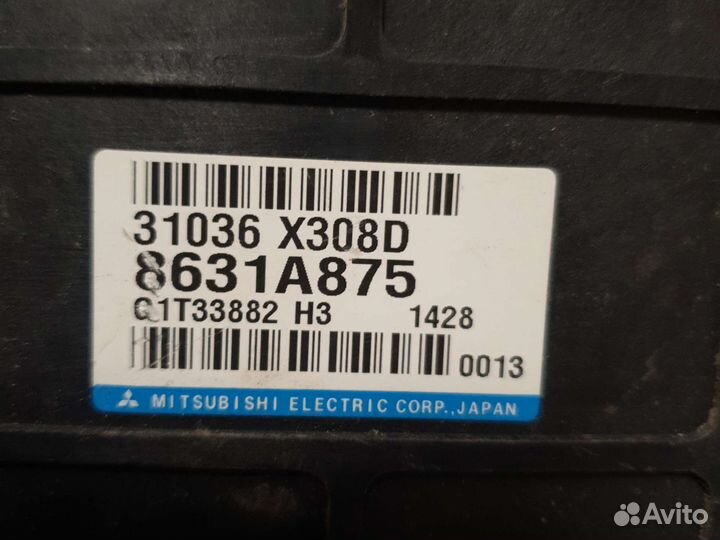 31036 X308D
8631A875
G1T33882 H3 1428
0013
MITSUBISHI ELECTRIC CORP., JAPAN
Avito